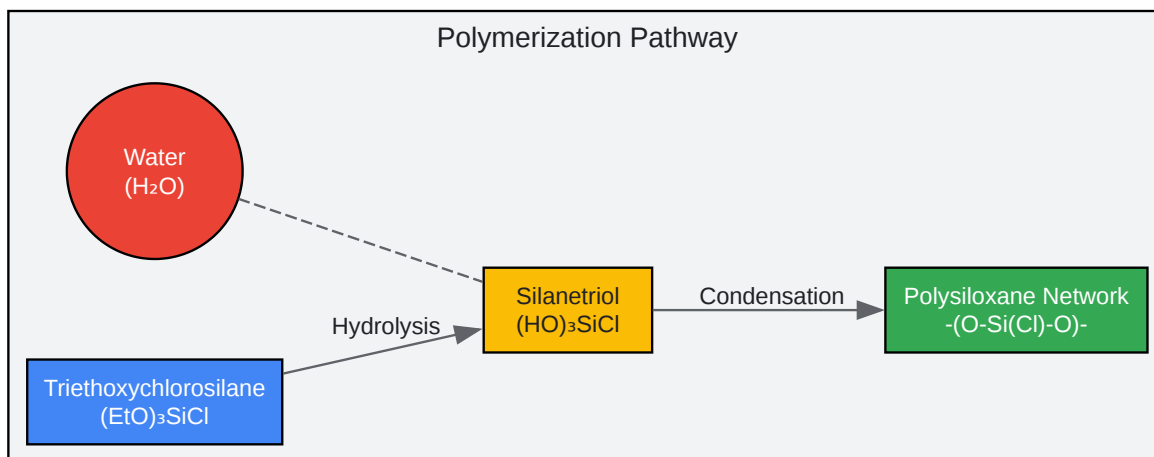 Polymerization Pathway
Water
(H₂O)
Hydrolysis
Triethoxychlorosilane
(EtO)₃SiCl
Silanetriol
(HO)₃SiCl
Condensation
Polysiloxane Network
-(O-Si(Cl)-O)-